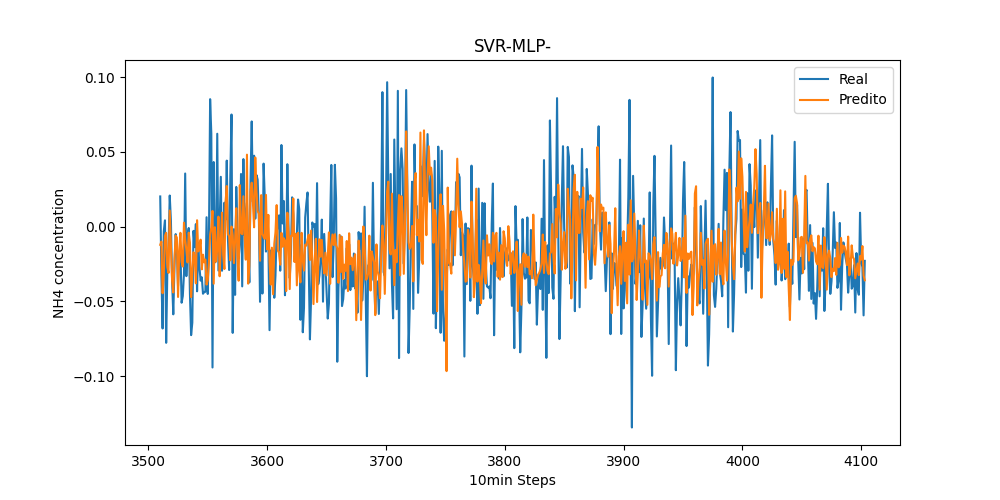 SVR-MLP-
Real
Predito
NH4 concentration
0.10
0.05
0.00
−0.05
−0.10
3500 3600 3700 3800 3900 4000 4100
10min Steps